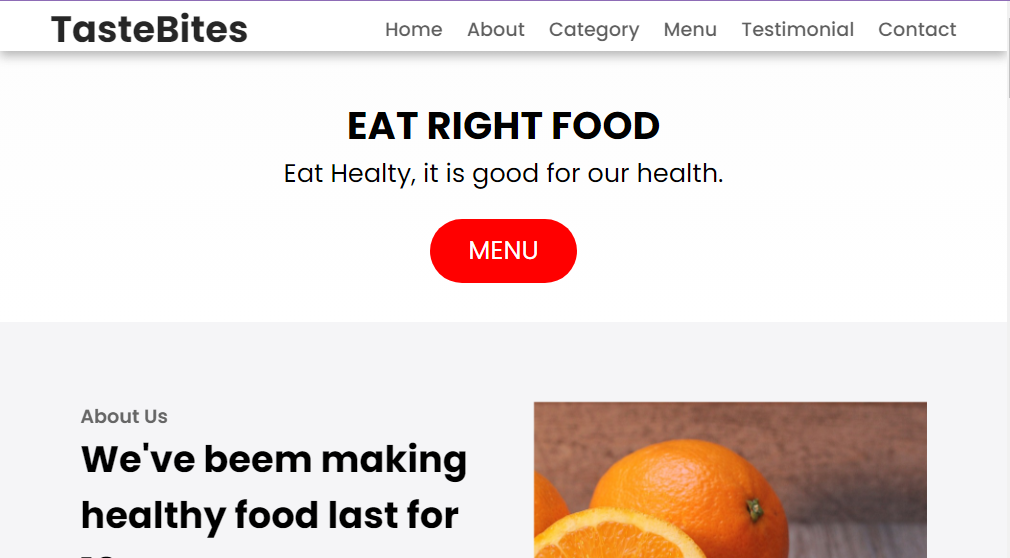 TasteBites
Home About Category Menu Testimonial Contact
EAT RIGHT FOOD
Eat Healty, it is good for our health.
MENU
About Us
We've beem making
healthy food last for